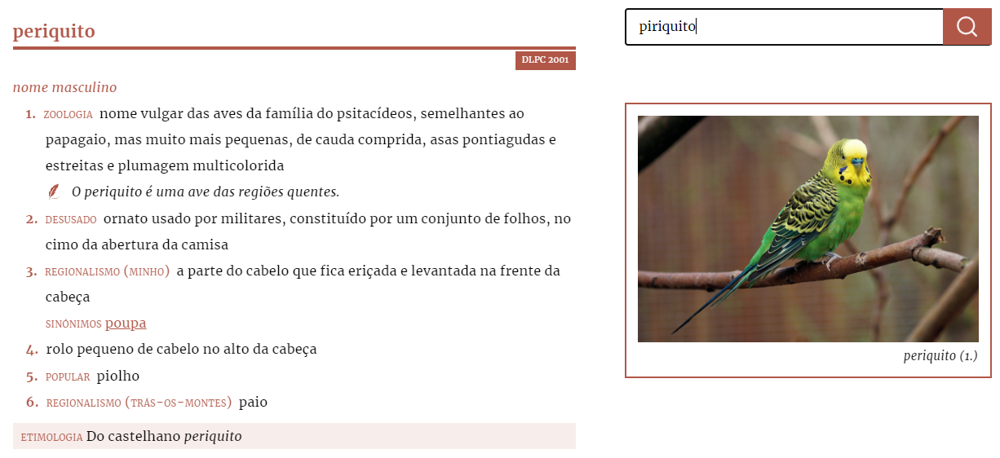 periquito
DLPC 2001
nome masculino
1. ZOOLOGIA nome vulgar das aves da família do psitacídeos, semelhantes ao
papagaio, mas muito mais pequenas, de cauda comprida, asas pontiagudas e
estreitas e plumagem multicolorida
O periquito é uma ave das regiões quentes.
2. DESUSADO ornato usado por militares, constituído por um conjunto de folhos, no
cimo da abertura da camisa
3. REGIONALISMO (MINHO) a parte do cabelo que fica eriçada e levantada na frente da
cabeça
SINÓNIMOS poupa
4. rolo pequeno de cabelo no alto da cabeça
5. POPULAR piolho
6. REGIONALISMO (TRÁS-OS-MONTES) paio
ETIMOLOGIA Do castelhano periquito
piriquito
periquito (1.)